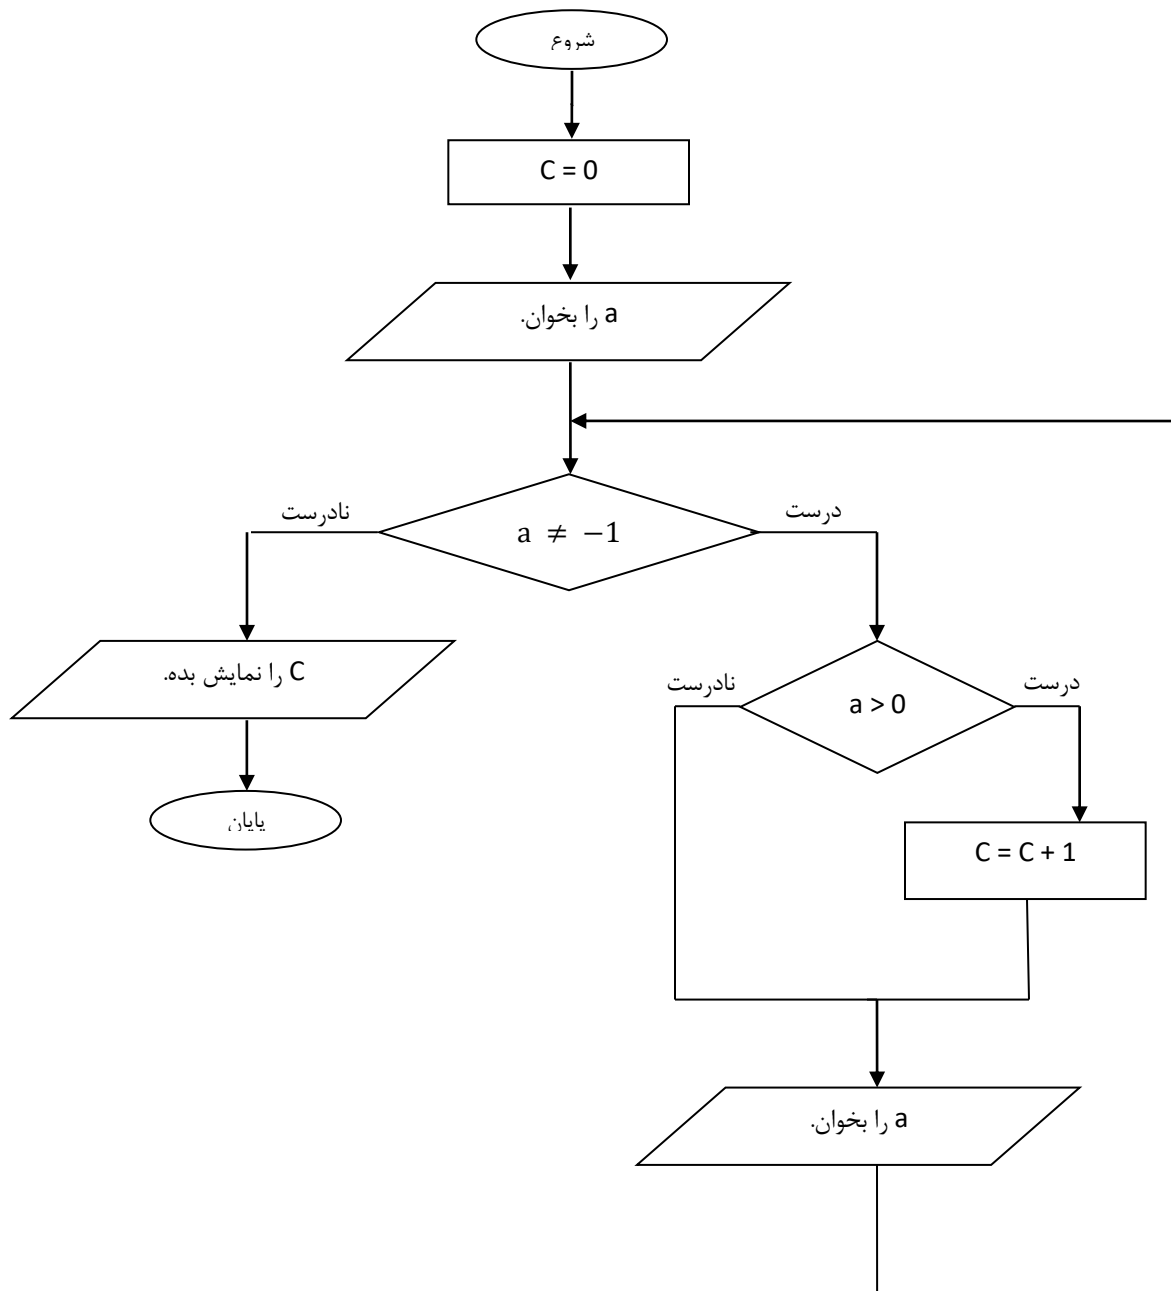 شروع
C = 0
a را بخوان.
نادرست
a ≠ −1
درست
C را نمایش بده.
نادرست
a > 0
درست
پایان
C = C + 1
a را بخوان.